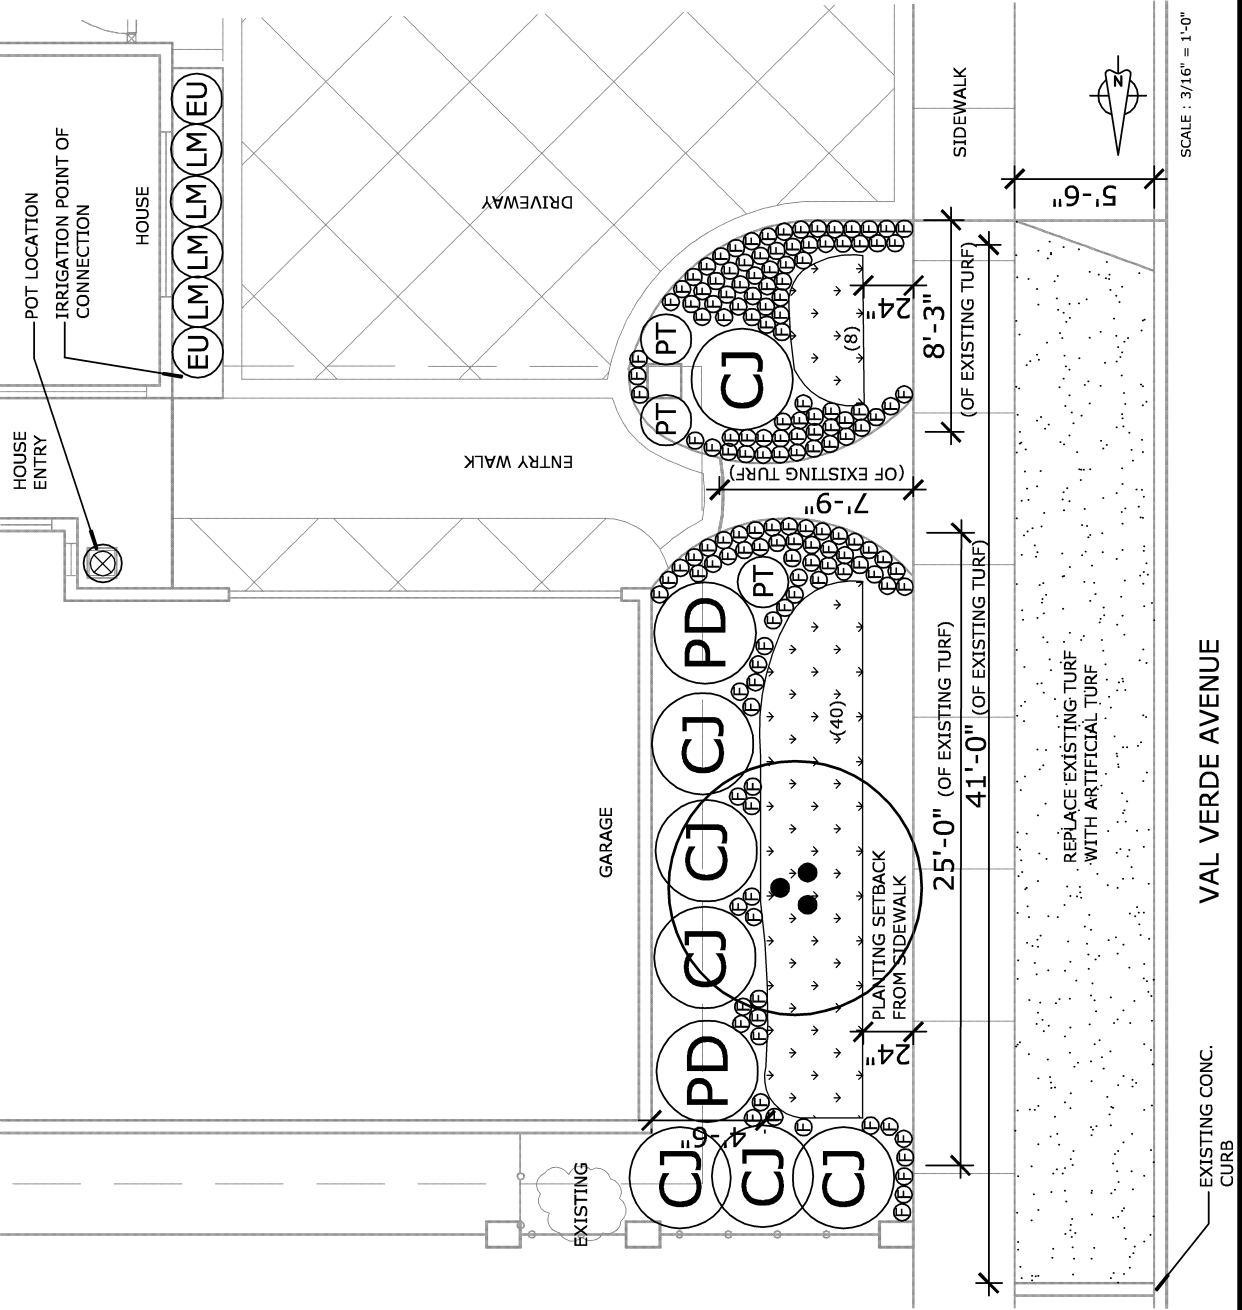 POT LOCATION
IRRIGATION POINT OF
CONNECTION
HOUSE
EU
LM
LM
LM
LM
EU
DRIVEWAY
SIDEWALK
N
SCALE : 3/16" = 1'-0"
5'-6"
HOUSE
ENTRY
ENTRY WALK
PT
PT
CJ
(8)
24"
8'-3"
(OF EXISTING TURF)
(OF EXISTING TURF)
7'-9"
PT
PD
CJ
CJ
CJ
PD
(40)
25'-0" (OF EXISTING TURF)
41'-0" (OF EXISTING TURF)
GARAGE
PLANTING SETBACK
FROM SIDEWALK
24"
4'-6"
CJ
CJ
CJ
EXISTING
REPLACE EXISTING TURF
WITH ARTIFICIAL TURF
VAL VERDE AVENUE
EXISTING CONC.
CURB